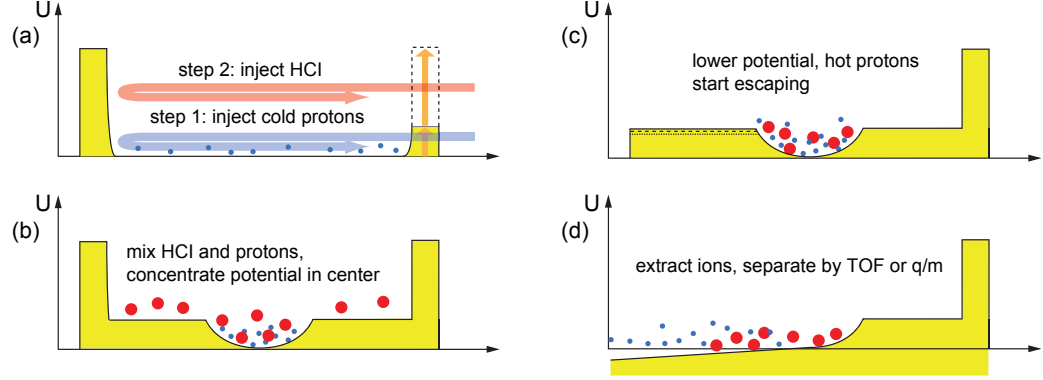 U
(a)
step 2: inject HCI
step 1: inject cold protons
U
(b)
mix HCI and protons,
concentrate potential in center
U
(c)
lower potential, hot protons
start escaping
U
(d)
extract ions, separate by TOF or q/m